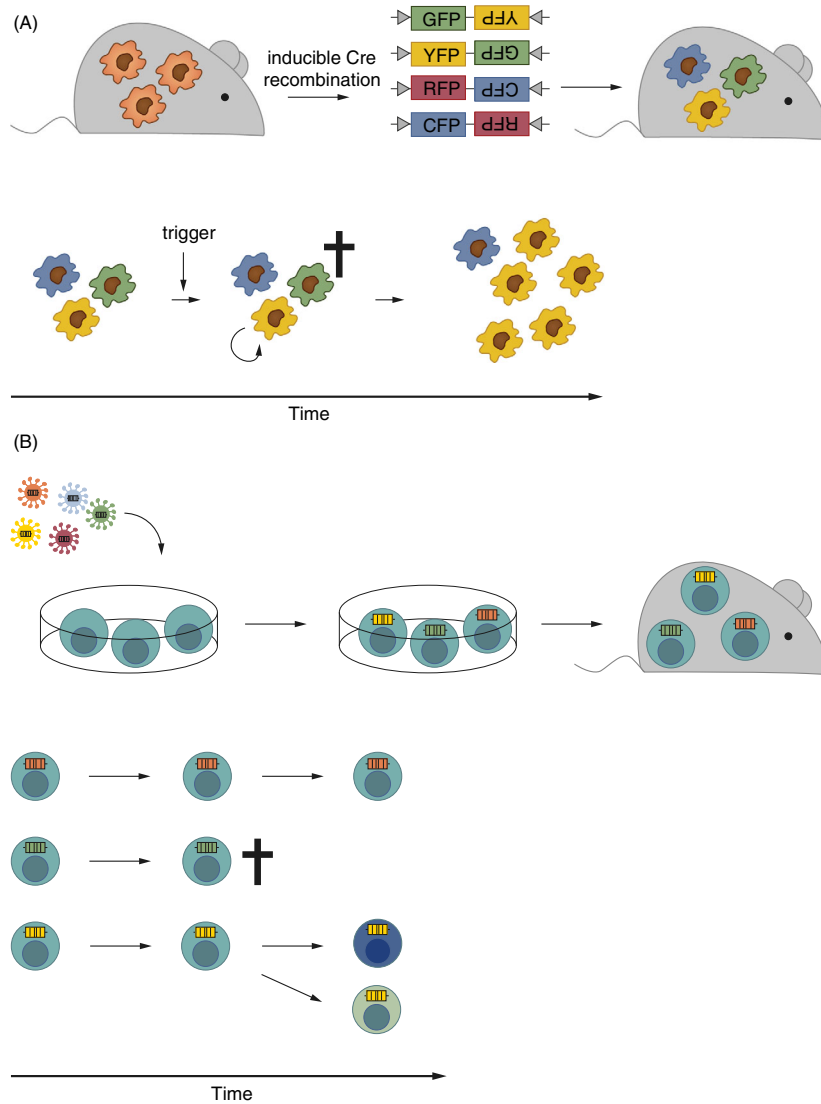 (A)
inducible Cre
recombination
GFP YFP
YFP GFP
RFP CFP
CFP RFP
trigger
Time
(B)
Time